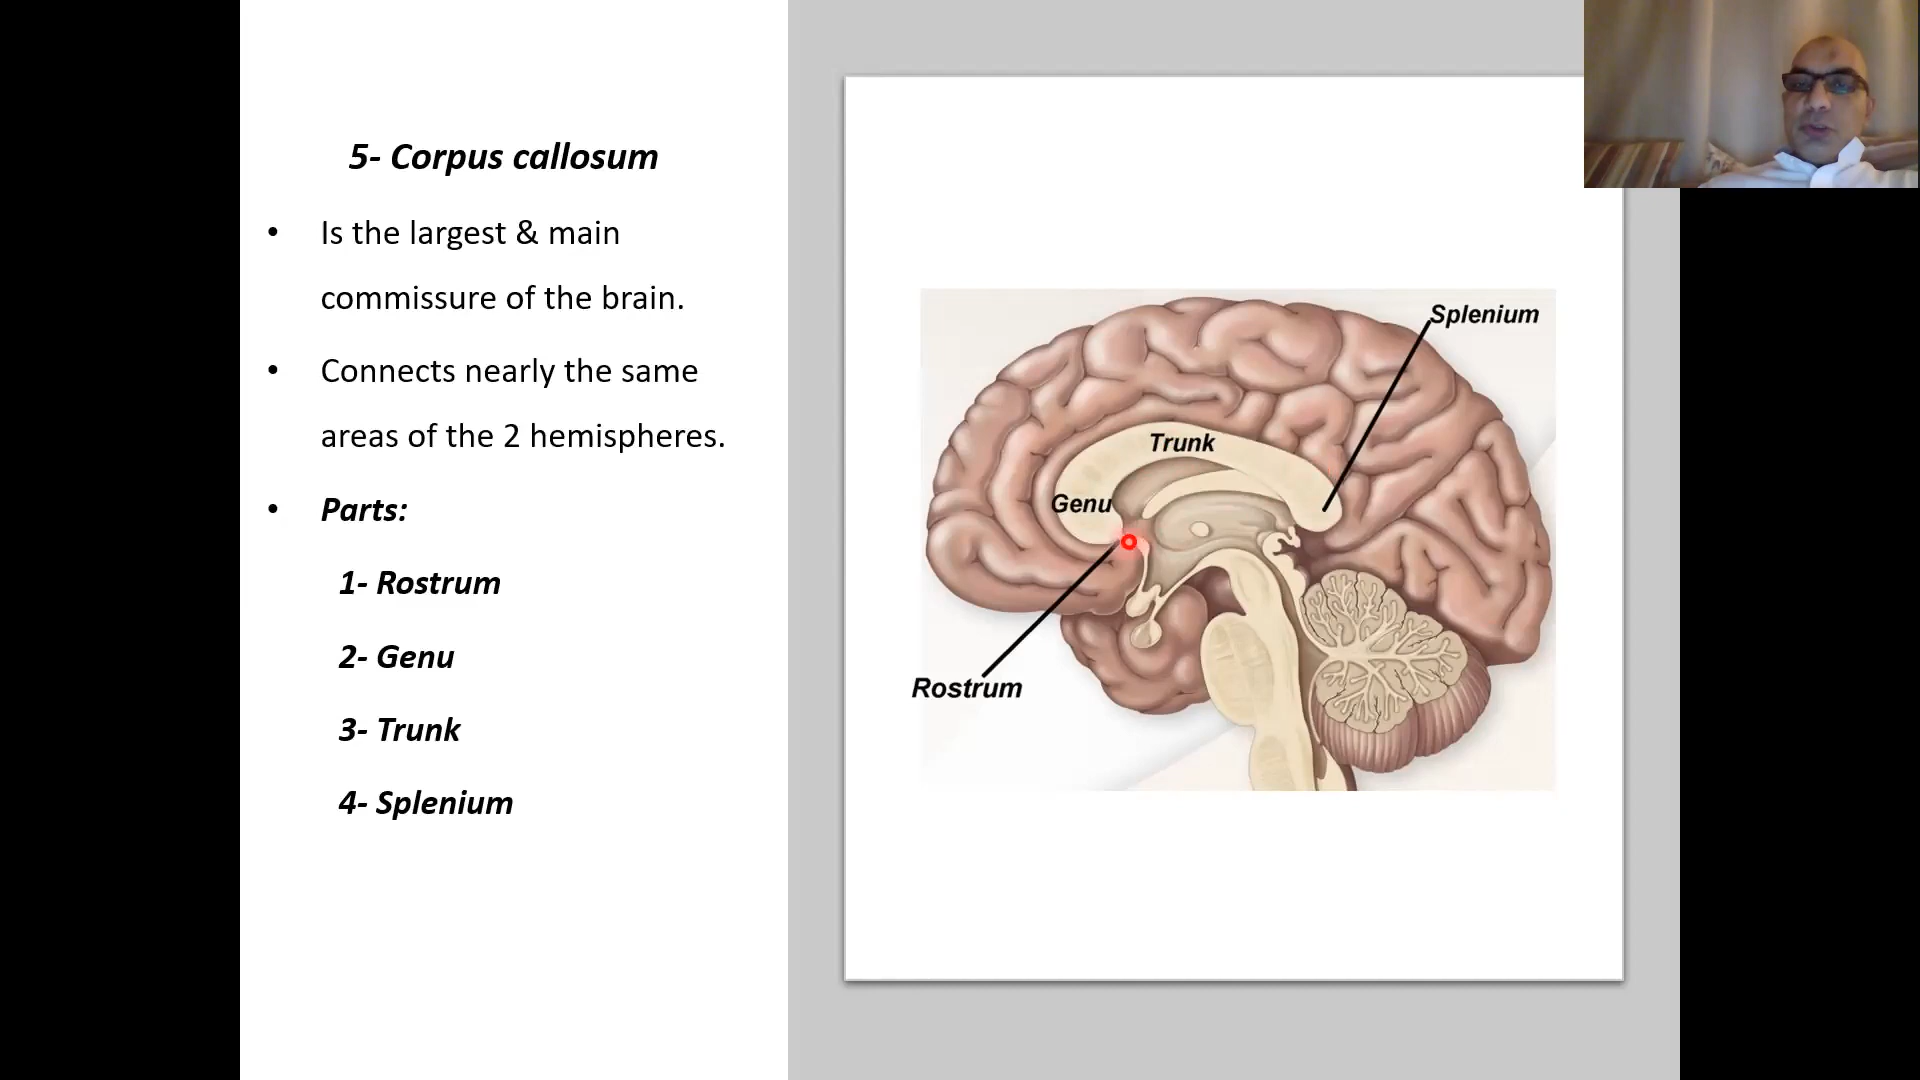 5- Corpus callosum
• Is the largest & main
commissure of the brain.
• Connects nearly the same
areas of the 2 hemispheres.
• Parts:
1- Rostrum
2- Genu
3- Trunk
4- Splenium
Splenium
Trunk
Genu
Rostrum